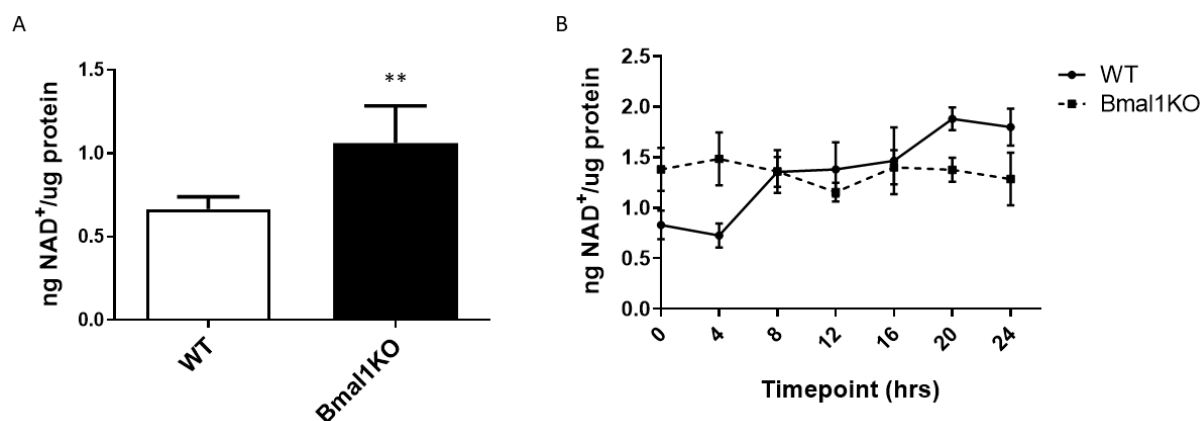 A
ng NAD⁺/ug protein
1.5
1.0
0.5
0.0
**
WT
Bmal1KO
B
ng NAD⁺/ug protein
2.5
2.0
1.5
1.0
0.5
0.0
0
4
8
12
16
20
24
Timepoint (hrs)
WT
Bmal1KO